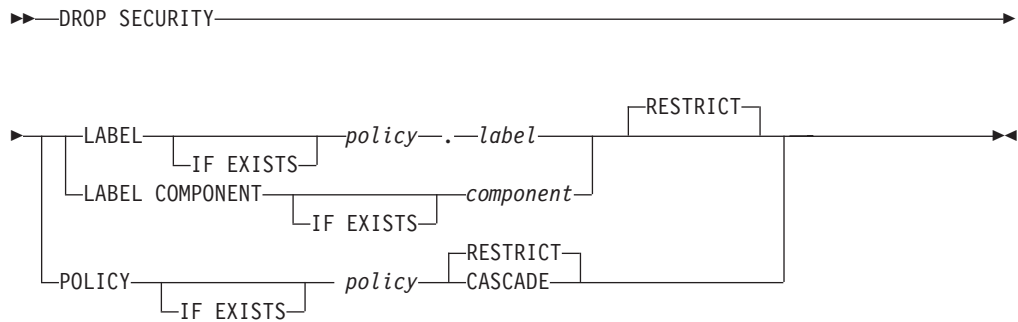 DROP SECURITY
RESTRICT
LABEL policy . label
IF EXISTS
LABEL COMPONENT component
IF EXISTS
RESTRICT
POLICY policy CASCADE
IF EXISTS